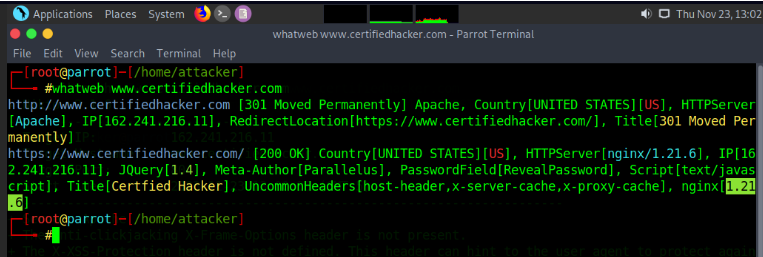 Applications Places System Thu Nov 23, 13:02
whatweb www.certifiedhacker.com - Parrot Terminal
File Edit View Search Terminal Help
┌─[root@parrot]─[/home/attacker]
└──╼ #whatweb www.certifiedhacker.com
http://www.certifiedhacker.com [301 Moved Permanently] Apache, Country[UNITED STATES][US], HTTPServer
[Apache], IP[162.241.216.11], RedirectLocation[https://www.certifiedhacker.com/], Title[301 Moved Per
manently]
https://www.certifiedhacker.com/ [200 OK] Country[UNITED STATES][US], HTTPServer[nginx/1.21.6], IP[16
2.241.216.11], JQuery[1.4], Meta-Author[Parallelus], PasswordField[RevealPassword], Script[text/javas
cript], Title[Certfied Hacker], UncommonHeaders[host-header,x-server-cache,x-proxy-cache], nginx[1.21
.6]
┌─[root@parrot]─[/home/attacker]
└──╼ #
clickjacking X-Frame-Options header is not present.
- The X-XSS-Protection header is not defined. This header can hint to the user agent to protect again